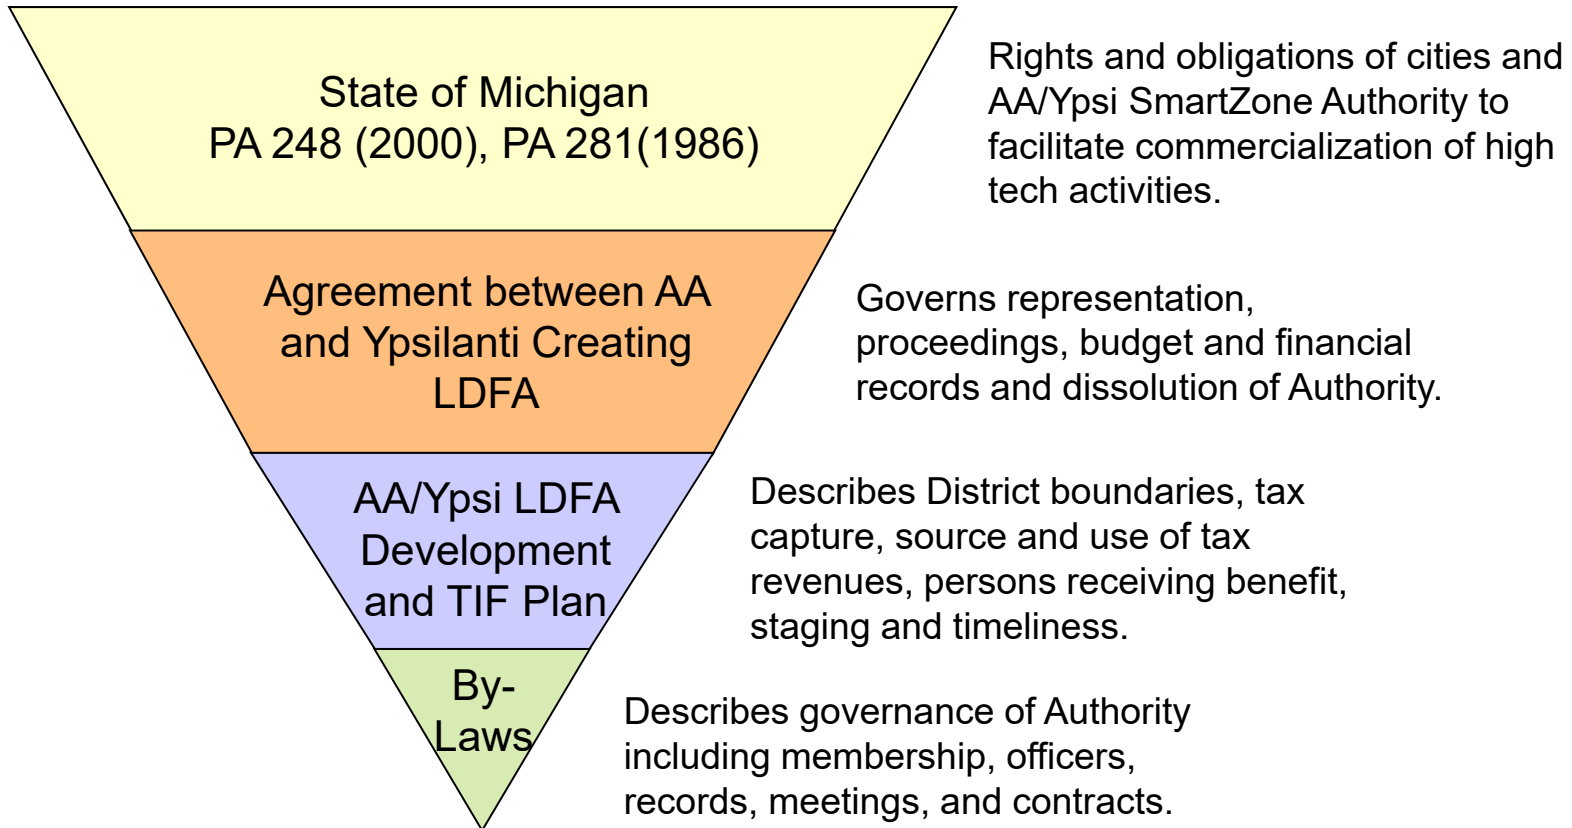 State of Michigan
PA 248 (2000), PA 281(1986)
Rights and obligations of cities and
AA/Ypsi SmartZone Authority to
facilitate commercialization of high
tech activities.
Agreement between AA
and Ypsilanti Creating
LDFA
Governs representation,
proceedings, budget and financial
records and dissolution of Authority.
AA/Ypsi LDFA
Development
and TIF Plan
Describes District boundaries, tax
capture, source and use of tax
revenues, persons receiving benefit,
staging and timeliness.
By-
Laws
Describes governance of Authority
including membership, officers,
records, meetings, and contracts.